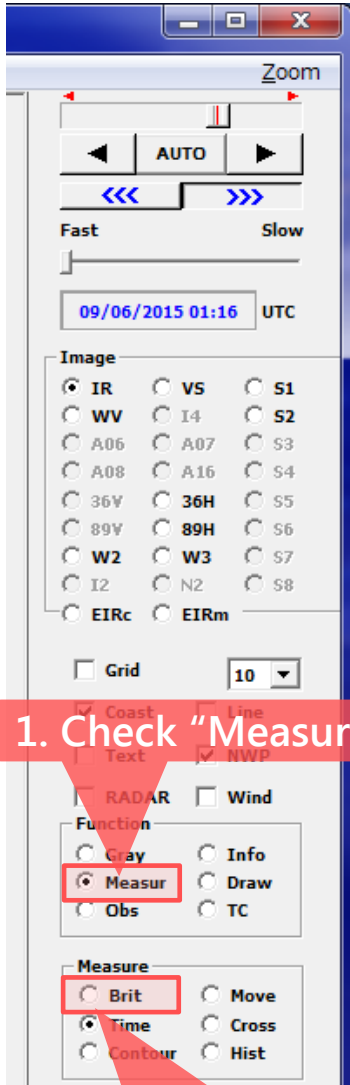 Zoom
AUTO
<<< >>>
Fast Slow
09/06/2015 01:16 UTC
Image
IR VS S1
WV I4 S2
A06 A07 S3
A08 A16 S4
36V 36H S5
89V 89H S6
W2 W3 S7
I2 N2 S8
EIRc EIRm
Grid 10
Coast Line
1. Check “Measur
Text NWP
RADAR Wind
Function
Gray Info
Measur Draw
Obs TC
Measure
Brit Move
Time Cross
Contour Hist